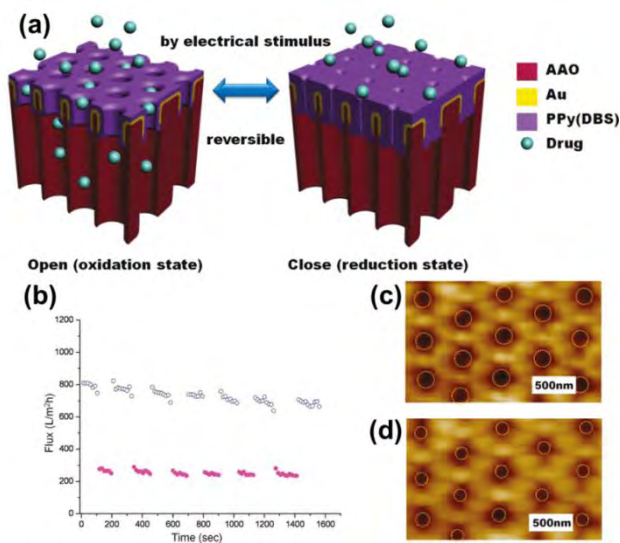 (a)
by electrical stimulus
reversible
AAO
Au
PPy(DBS)
Drug
Open (oxidation state)
Close (reduction state)
(b)
1200
1000
800
600
400
200
0
Flux (L/m²h)
0 200 400 600 800 1000 1200 1400 1600
Time (sec)
(c)
500nm
(d)
500nm